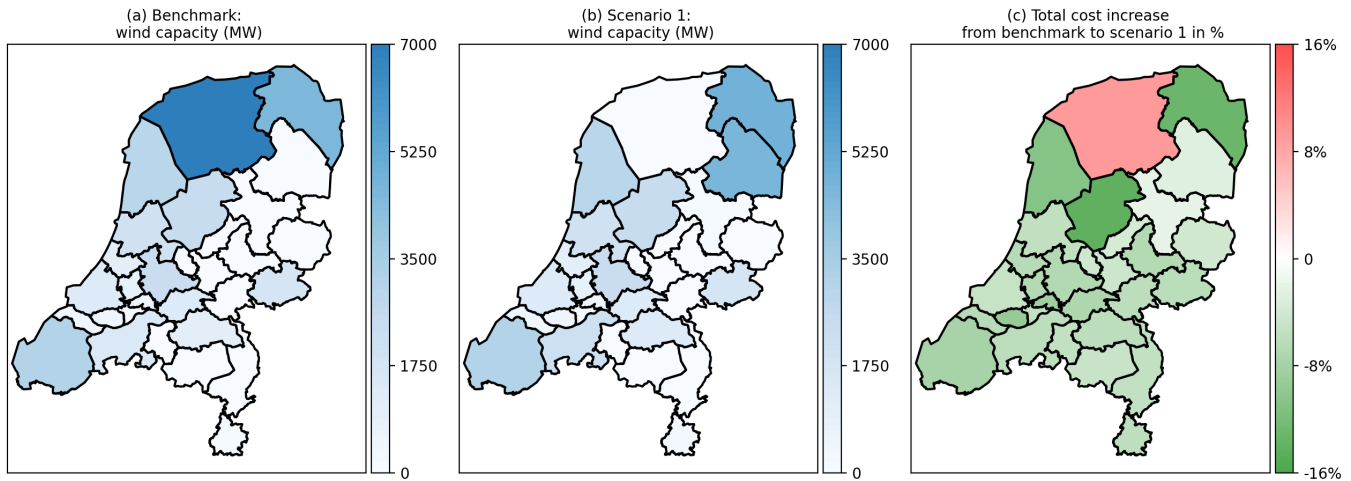 (a) Benchmark:
wind capacity (MW)
7000
5250
3500
1750
0
(b) Scenario 1:
wind capacity (MW)
7000
5250
3500
1750
0
(c) Total cost increase
from benchmark to scenario 1 in %
16%
8%
0
-8%
-16%